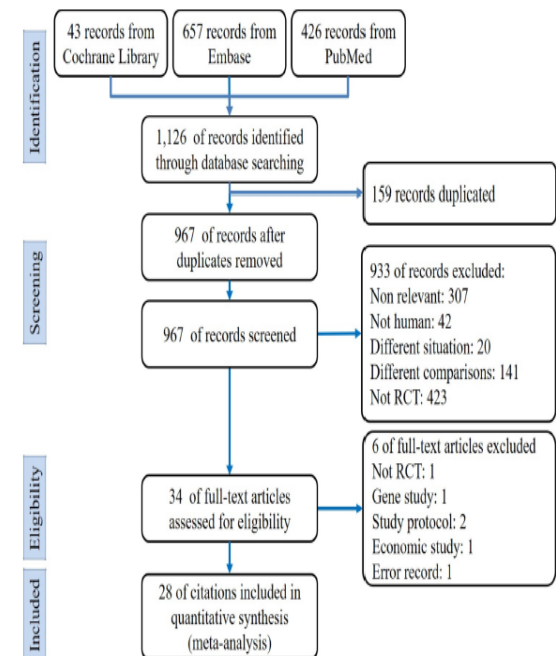 Identification
43 records from
Cochrane Library
657 records from
Embase
426 records from
PubMed
1,126 of records identified
through database searching
159 records duplicated
Screening
967 of records after
duplicates removed
967 of records screened
933 of records excluded:
Non relevant: 307
Not human: 42
Different situation: 20
Different comparisons: 141
Not RCT: 423
Eligibility
34 of full-text articles
assessed for eligibility
6 of full-text articles excluded
Not RCT: 1
Gene study: 1
Study protocol: 2
Economic study: 1
Error record: 1
Included
28 of citations included in
quantitative synthesis
(meta-analysis)